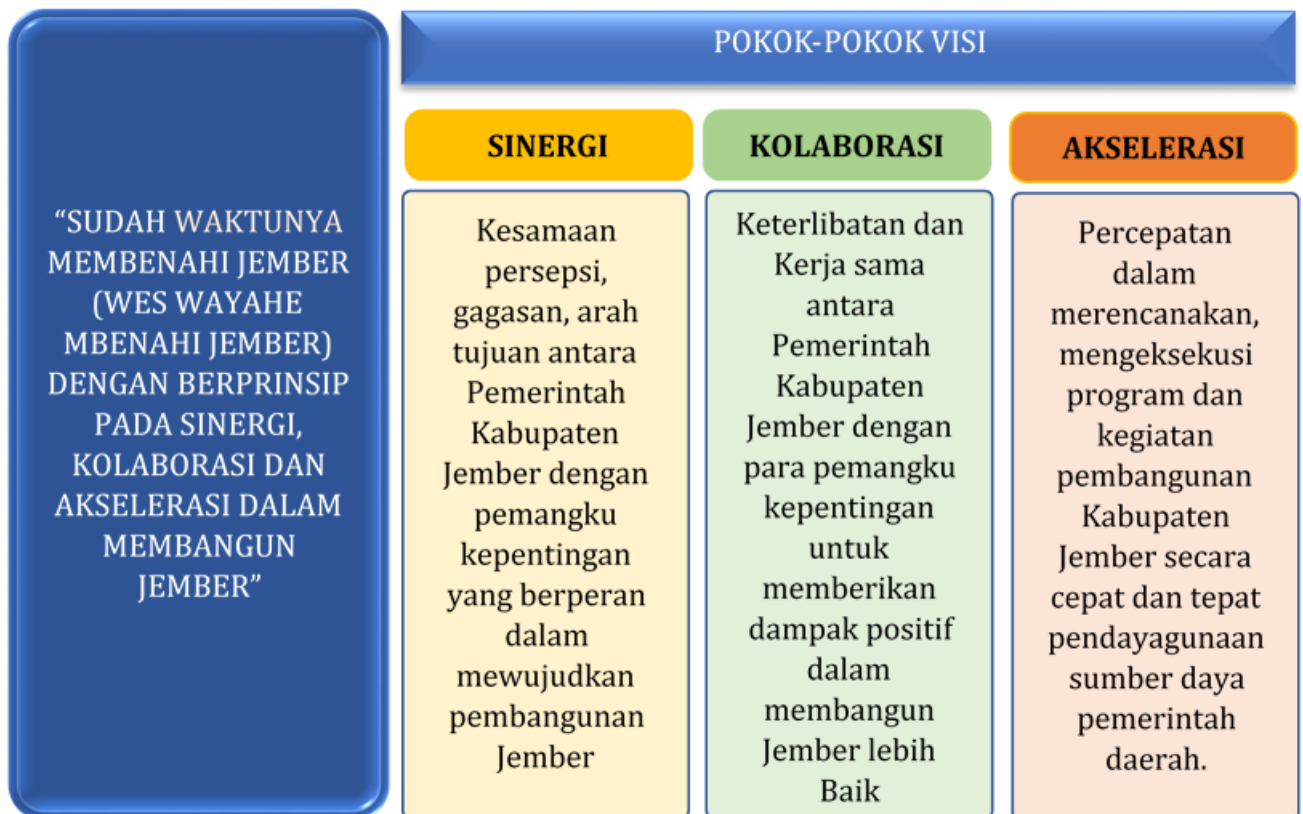 “SUDAH WAKTUNYA
MEMBENAHI JEMBER
(WES WAYAHE
MBENAHI JEMBER)
DENGAN BERPRINSIP
PADA SINERGI,
KOLABORASI DAN
AKSELERASI DALAM
MEMBANGUN
JEMBER”
POKOK-POKOK VISI
SINERGI
Kesamaan
persepsi,
gagasan, arah
tujuan antara
Pemerintah
Kabupaten
Jember dengan
pemangku
kepentingan
yang berperan
dalam
mewujudkan
pembangunan
Jember
KOLABORASI
Keterlibatan dan
Kerja sama
antara
Pemerintah
Kabupaten
Jember dengan
para pemangku
kepentingan
untuk
memberikan
dampak positif
dalam
membangun
Jember lebih
Baik
AKSELERASI
Percepatan
dalam
merencanakan,
mengeksekusi
program dan
kegiatan
pembangunan
Kabupaten
Jember secara
cepat dan tepat
pendayagunaan
sumber daya
pemerintah
daerah.